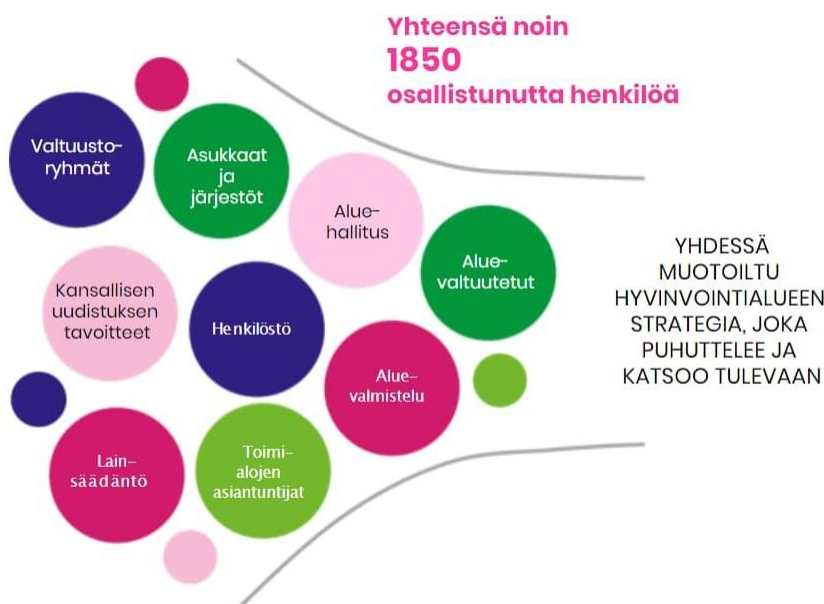 Yhteensä noin
1850
osallistunutta henkilöä
Valtuusto-
ryhmät
Asukkaat
ja
järjestöt
Alue-
hallitus
Alue-
valtuutetut
Kansallisen
uudistuksen
tavoitteet
Henkilöstö
Alue-
valmistelu
Lain-
säädäntö
Toimi-
alojen
asiantuntijat
YHDESSÄ
MUOTOILTU
HYVINVOINTIALUEEN
STRATEGIA, JOKA
PUHUTTELEE JA
KATSOO TULEVAAN